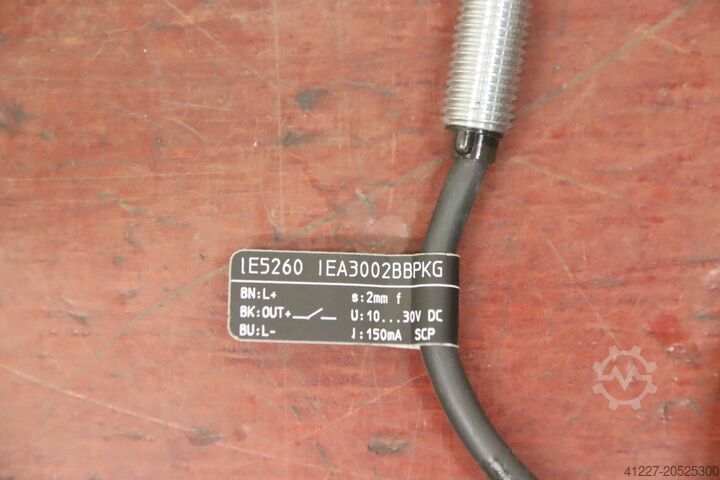 IE5260 IEA3002BBPKG
BN:L+ s:2mm f
BK:OUT+ U:10...30V DC
BU:L- I:150mA SCP
41227-20525300